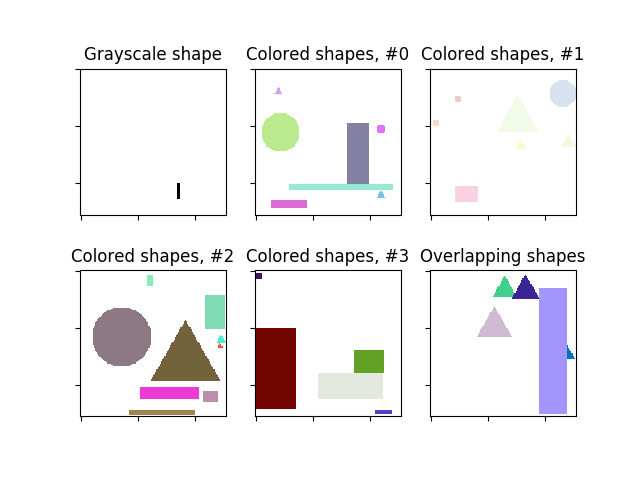 Grayscale shape
Colored shapes, #0
Colored shapes, #1
Colored shapes, #2
Colored shapes, #3
Overlapping shapes